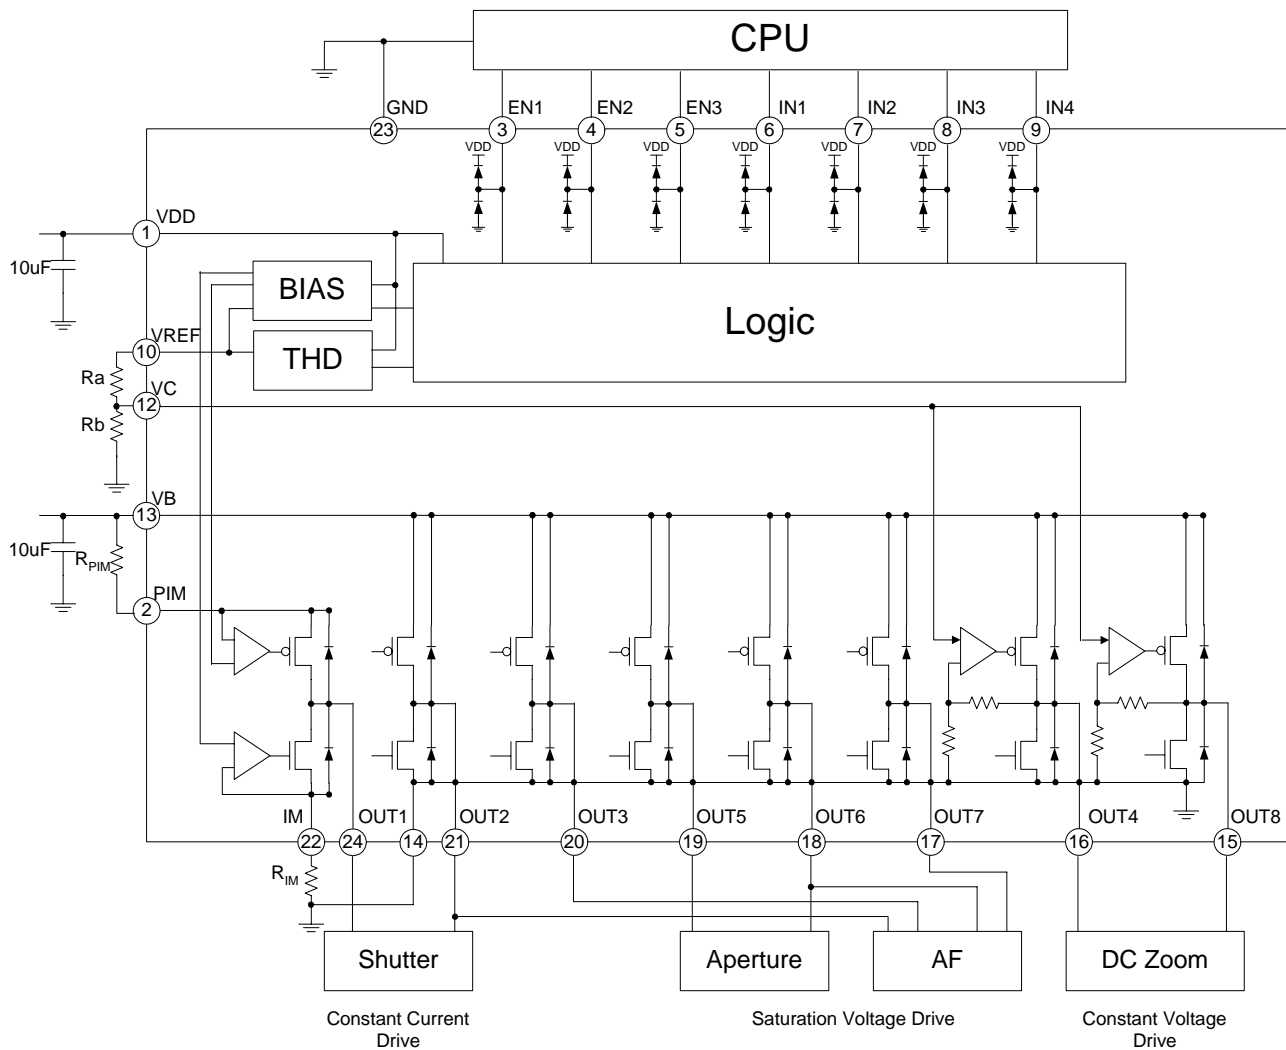 CPU
GND
EN1
EN2
EN3
IN1
IN2
IN3
IN4
23
3
4
5
6
7
8
9
VDD
VDD
VDD
VDD
VDD
VDD
VDD
VDD
1
10uF
BIAS
Logic
VREF
10
THD
Ra
VC
12
Rb
VB
13
10uF
RPIM
PIM
2
IM
OUT1
OUT2
OUT3
OUT5
OUT6
OUT7
OUT4
OUT8
22
24
14
21
20
19
18
17
16
15
RIM
Shutter
Aperture
AF
DC Zoom
Constant Current
Drive
Saturation Voltage Drive
Constant Voltage
Drive